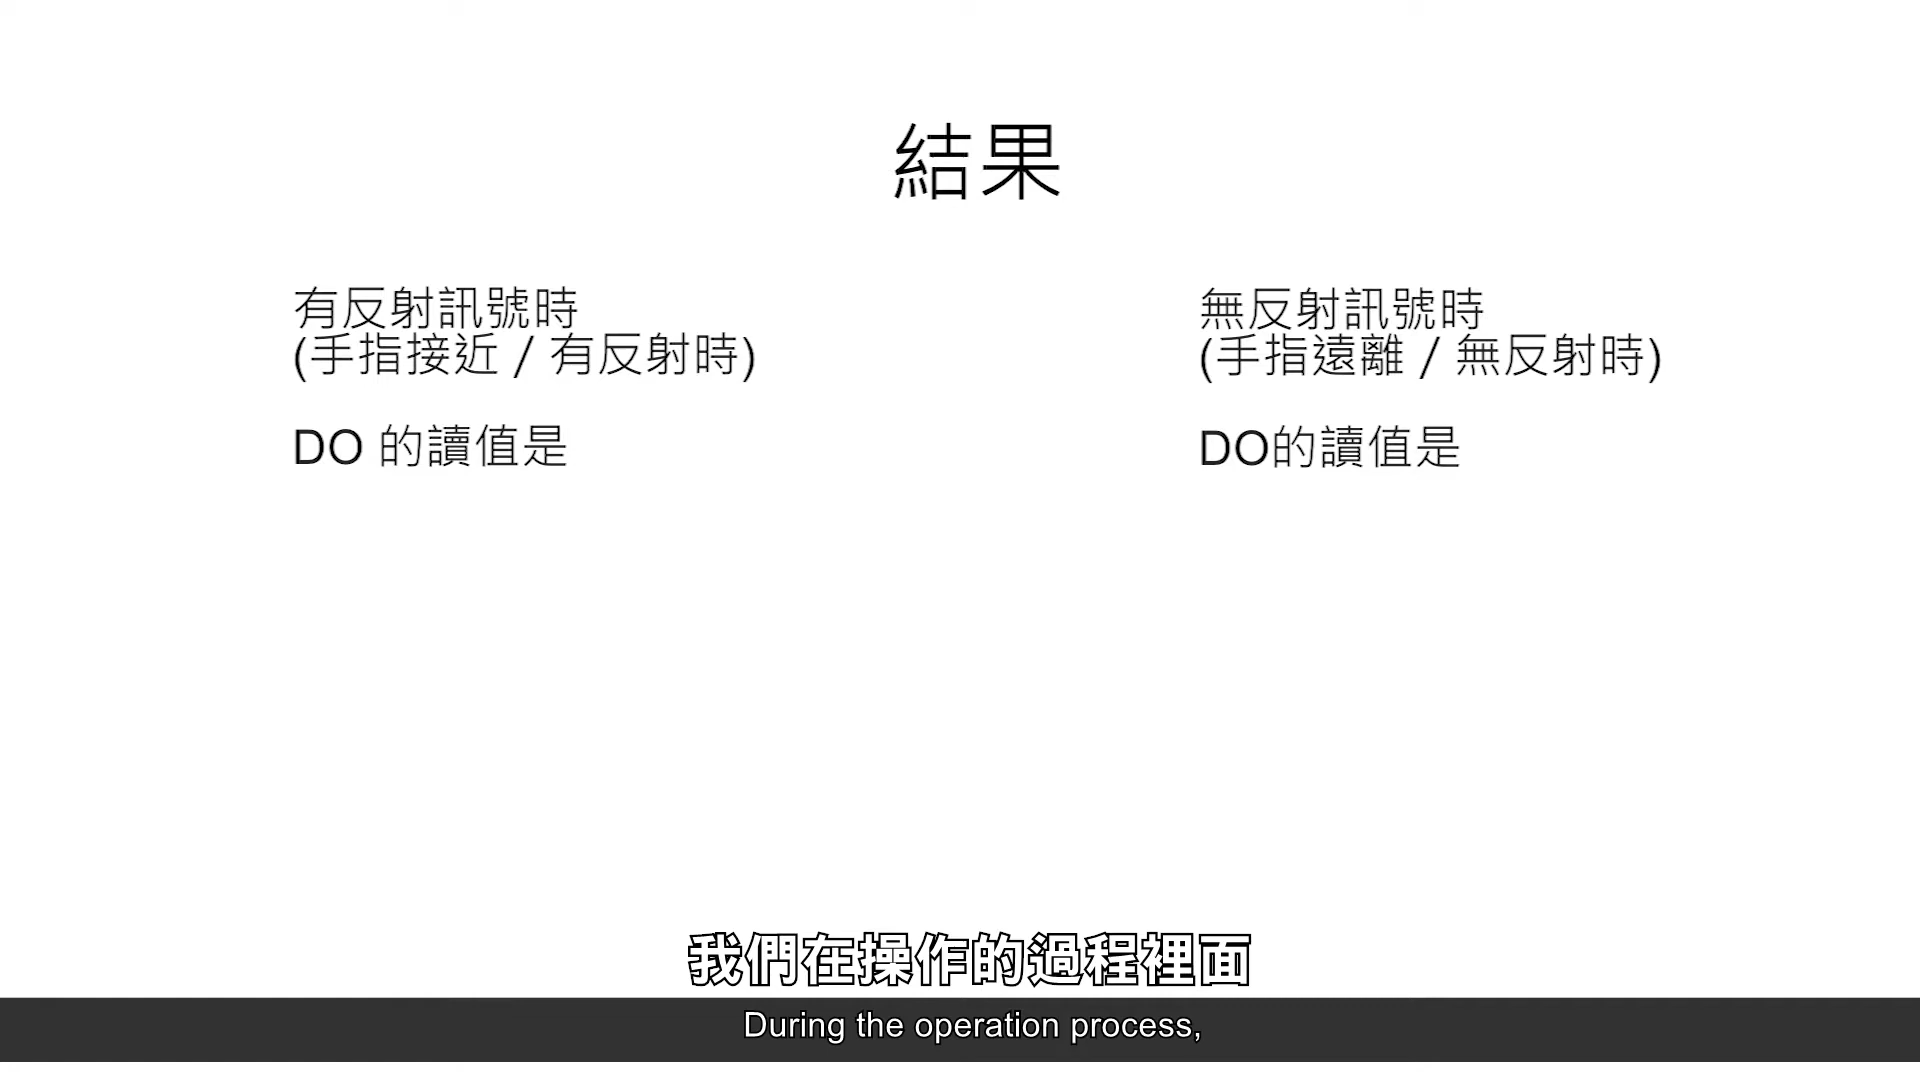 結果
有反射訊號時
(手指接近 / 有反射時)
DO 的讀值是
無反射訊號時
(手指遠離 / 無反射時)
DO的讀值是
我們在操作的過程裡面
During the operation process,